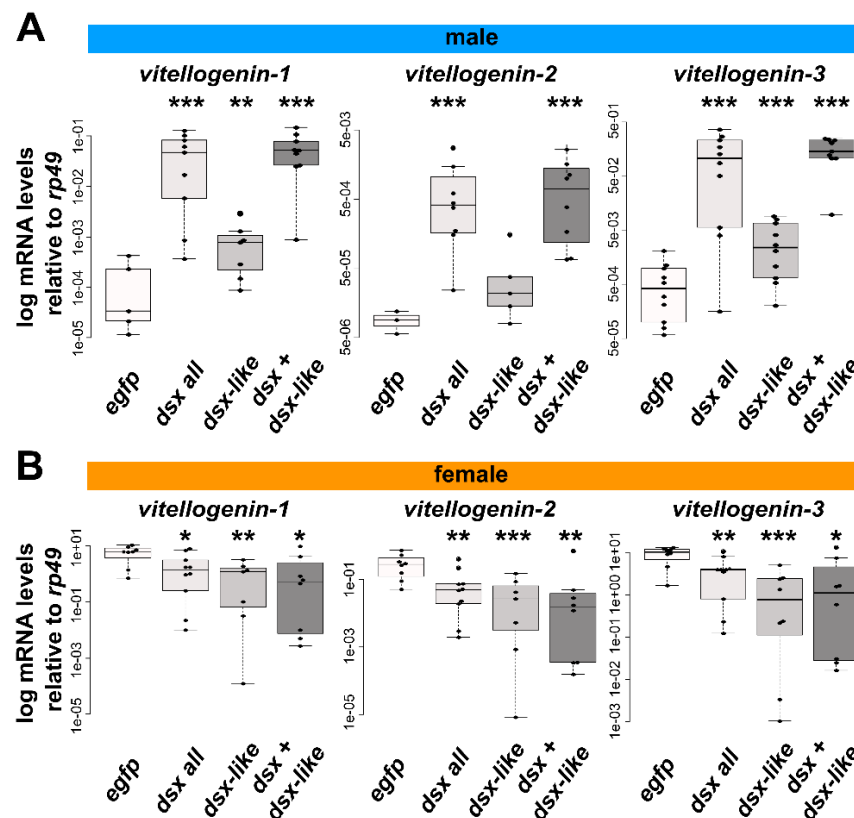 A
male
vitellogenin-1 vitellogenin-2 vitellogenin-3
*** ** *** *** *** *** *** ***
log mRNA levels
relative to rp49
1e-01
1e-02
1e-03
1e-04
1e-05
5e-03
5e-04
5e-05
5e-06
5e-01
5e-02
5e-03
5e-04
5e-05
egfp
dsx all
dsx-like
dsx +
dsx-like
egfp
dsx all
dsx-like
dsx +
dsx-like
egfp
dsx all
dsx-like
dsx +
dsx-like
B
female
vitellogenin-1 vitellogenin-2 vitellogenin-3
* ** * ** *** ** ** *** *
log mRNA levels
relative to rp49
1e+01
1e-01
1e-03
1e-05
1e-01
1e-03
1e-05
1e+01
1e+00
1e-01
1e-02
1e-03
egfp
dsx all
dsx-like
dsx +
dsx-like
egfp
dsx all
dsx-like
dsx +
dsx-like
egfp
dsx all
dsx-like
dsx +
dsx-like